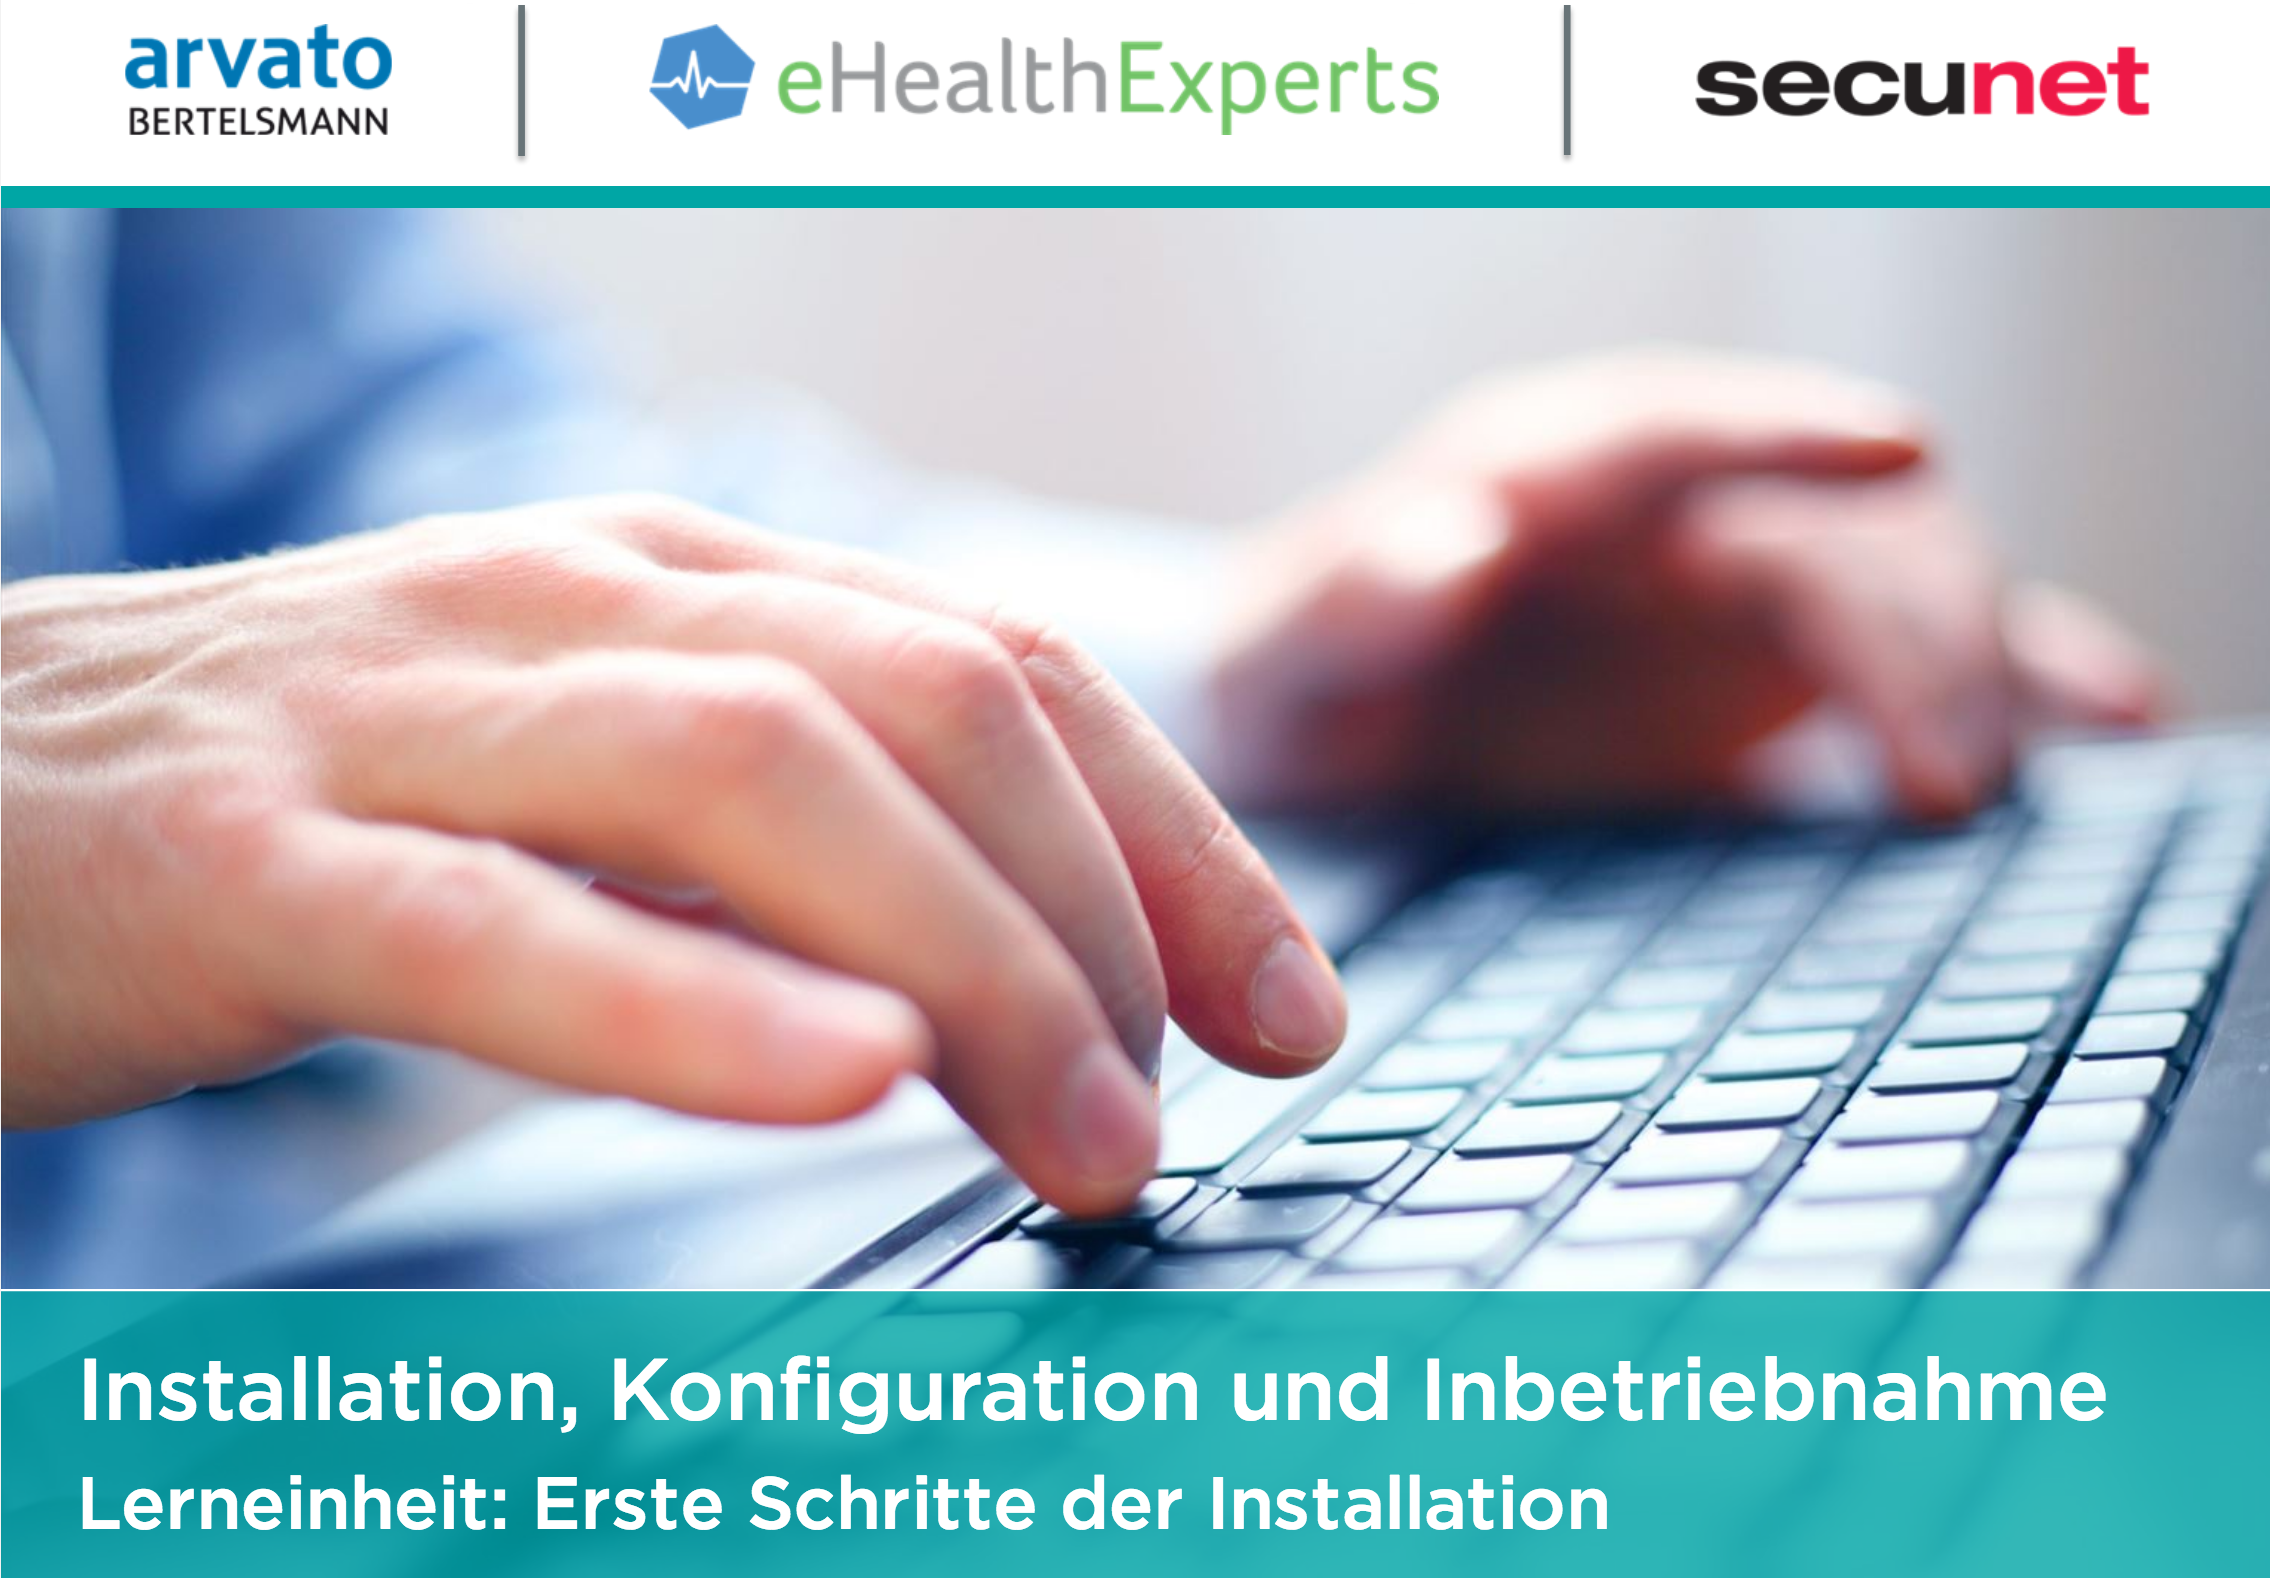 arvato
BERTELSMANN
eHealthExperts
secunet
Installation, Konfiguration und Inbetriebnahme
Lerneinheit: Erste Schritte der Installation